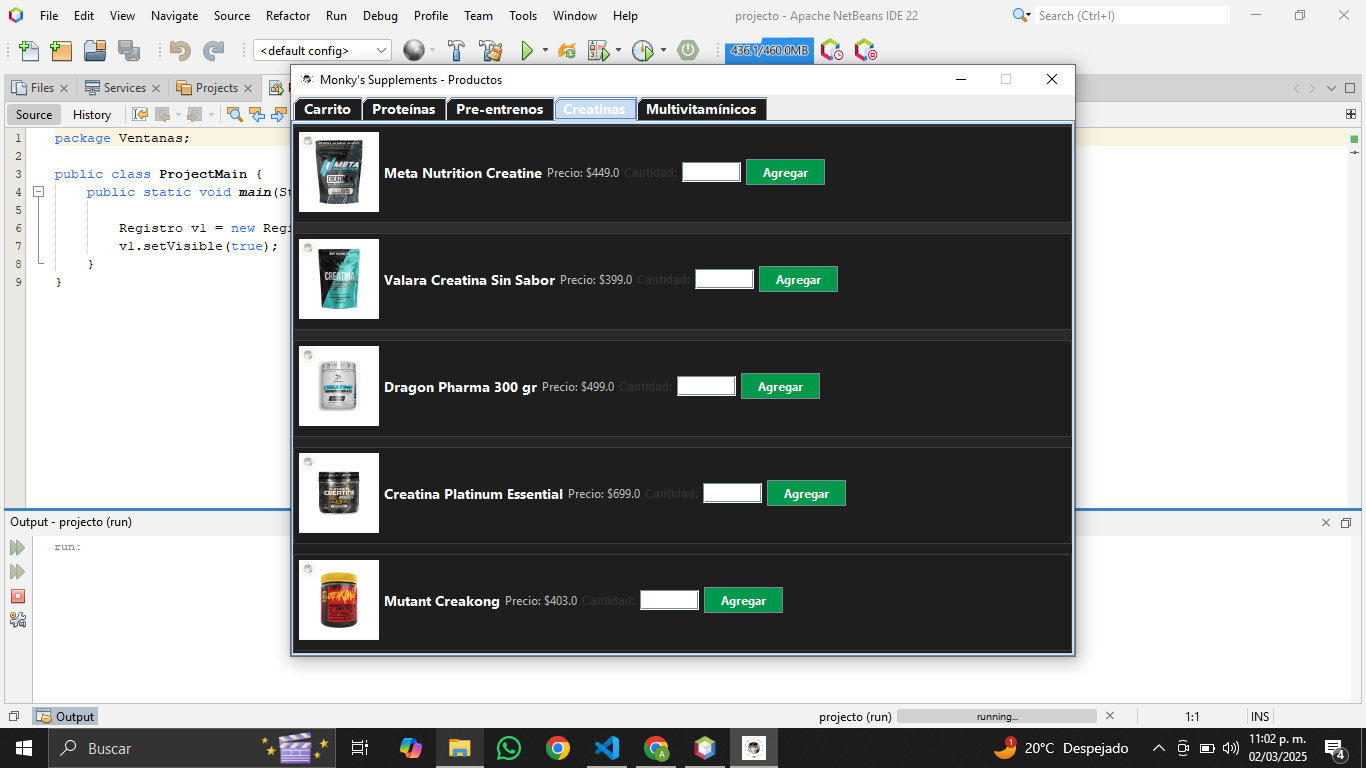 projecto - Apache NetBeans IDE 22
File Edit View Navigate Source Refactor Run Debug Profile Team Tools Window Help
Search (Ctrl+I)
<default config>
436.1/460.0MB
Files Services Projects
Source History
1 package Ventanas;
2
3 public class ProjectMain {
4 public static void main(St
5
6 Registro v1 = new Regi
7 v1.setVisible(true);
8 }
9 }
Monky's Supplements - Productos
Carrito Proteínas Pre-entrenos Creatinas Multivitamínicos
META
Meta Nutrition Creatine Precio: $449.0 Cantidad: Agregar
CREATINA
Valara Creatina Sin Sabor Precio: $399.0 Cantidad: Agregar
Dragon Pharma 300 gr Precio: $499.0 Cantidad: Agregar
CREATINE
Creatina Platinum Essential Precio: $699.0 Cantidad: Agregar
CREAKONG
Mutant Creakong Precio: $403.0 Cantidad: Agregar
Output - projecto (run)
run:
Output
projecto (run) running... 1:1 INS
Buscar
1 20°C Despejado
11:02 p. m.
02/03/2025
4